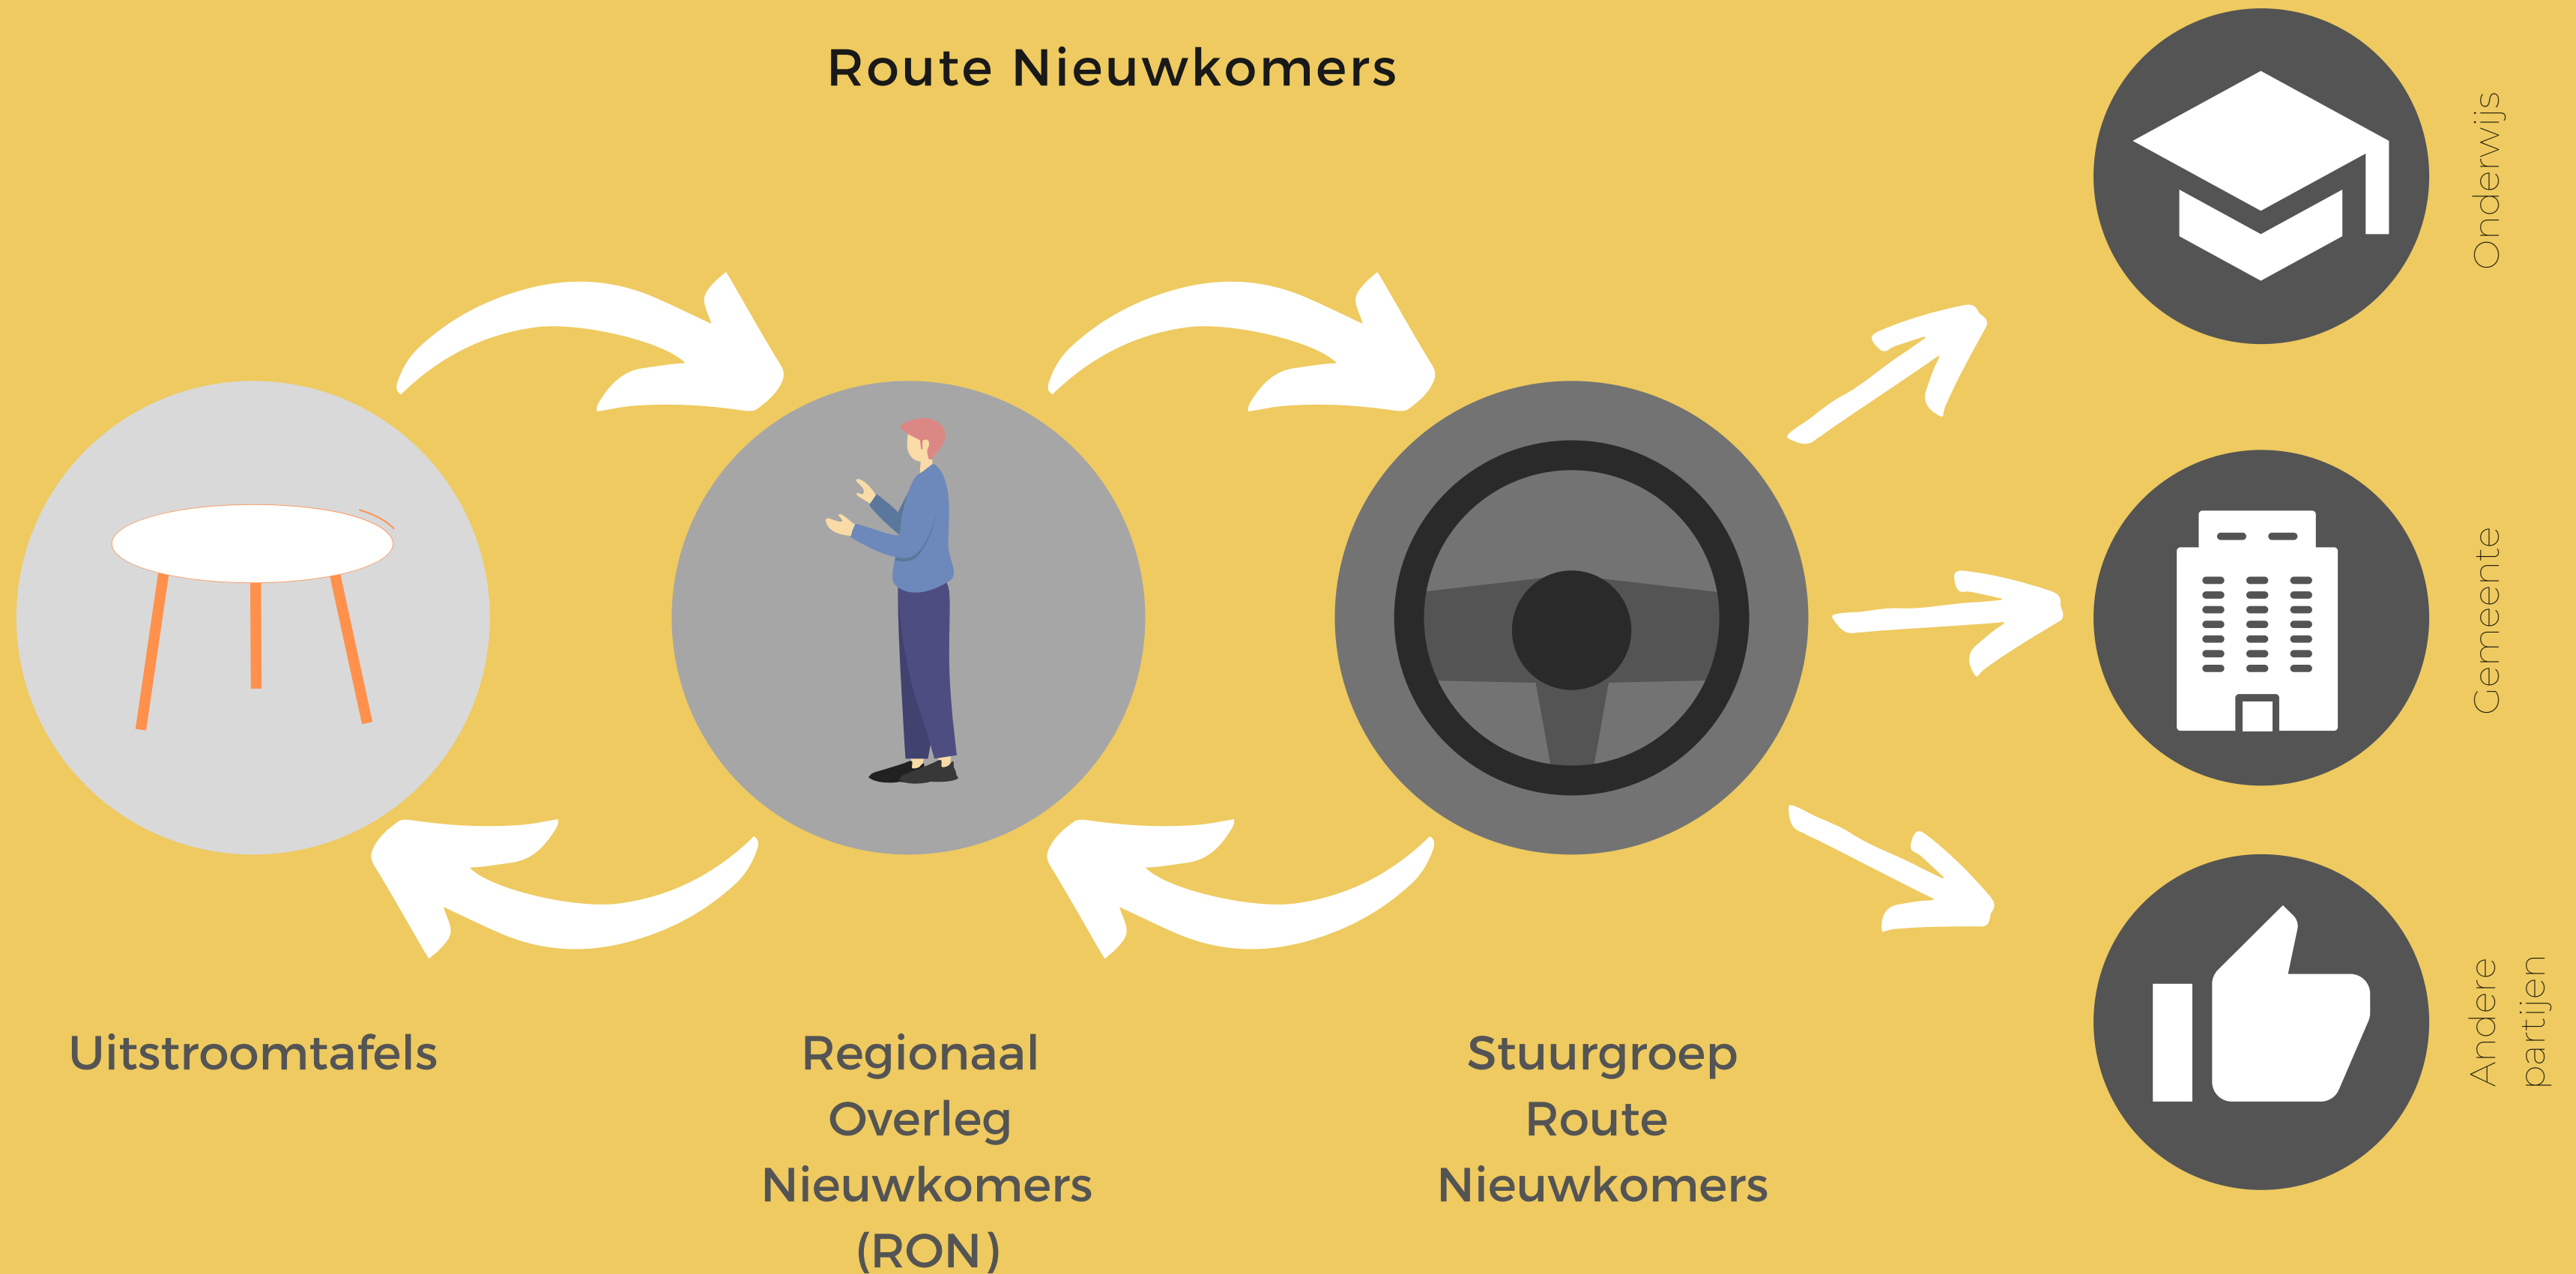 Route Nieuwkomers
Onderwijs
Gemeente
Andere
partijen
Uitstroomtafels
Regionaal
Overleg
Nieuwkomers
(RON)
Stuurgroep
Route
Nieuwkomers